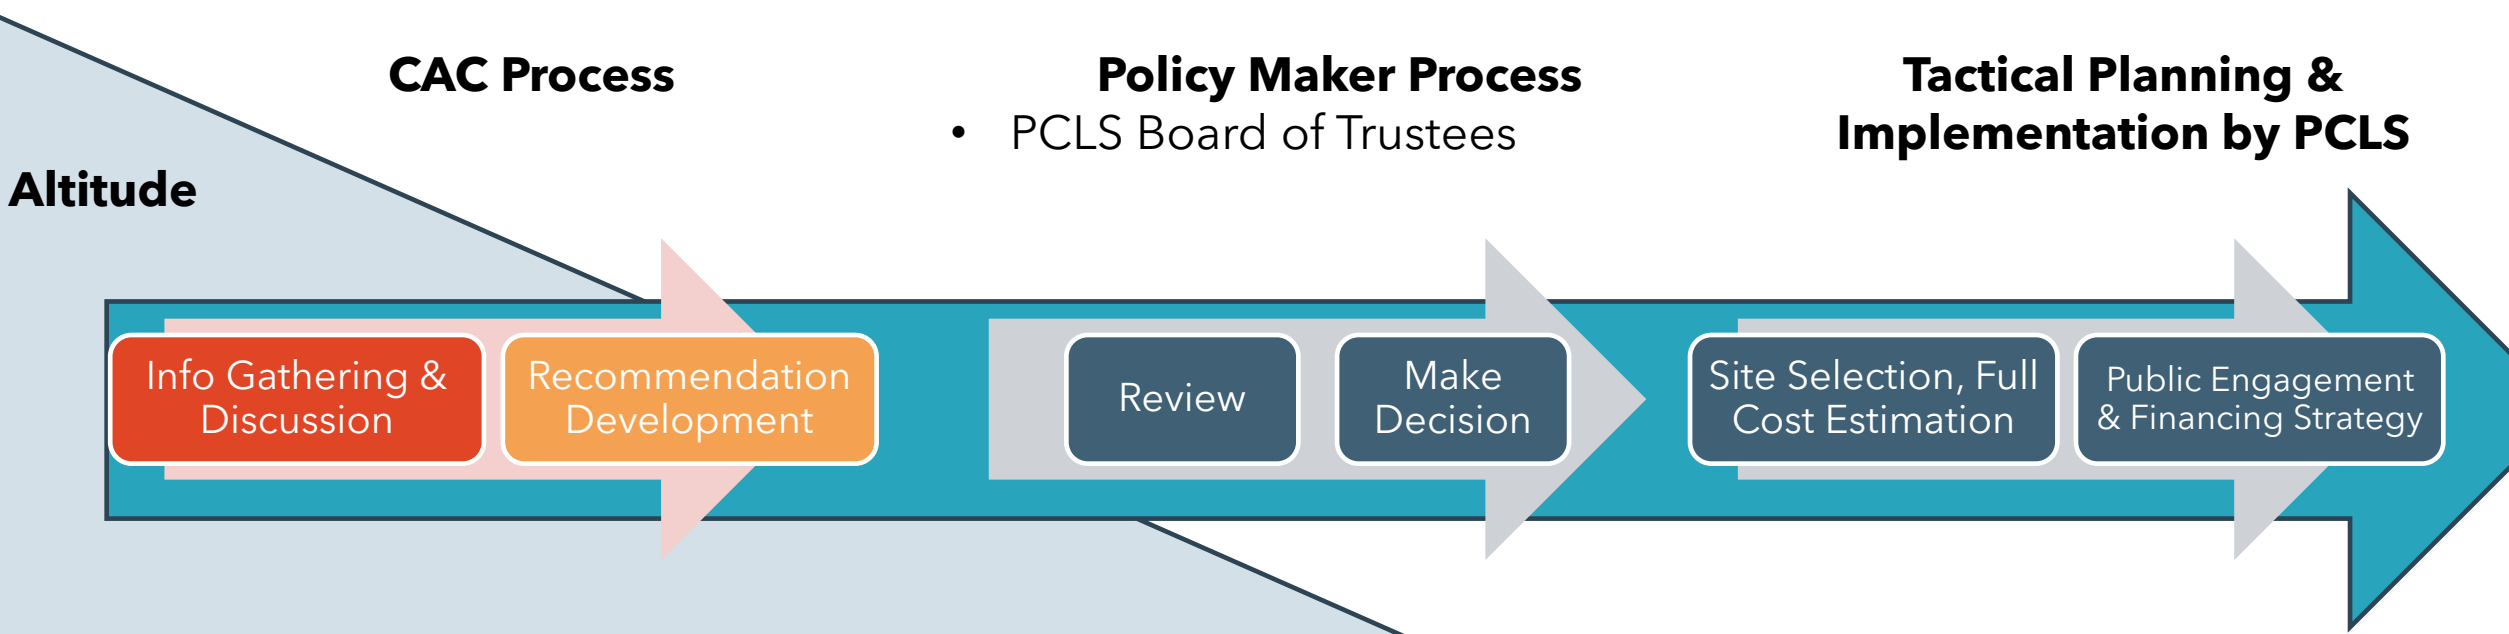 CAC Process
Policy Maker Process
• PCLS Board of Trustees
Tactical Planning &
Implementation by PCLS
Altitude
Info Gathering &
Discussion
Recommendation
Development
Review
Make
Decision
Site Selection, Full
Cost Estimation
Public Engagement
& Financing Strategy